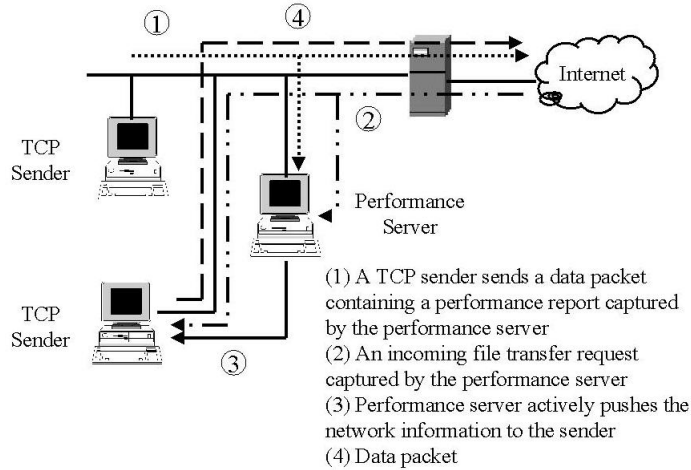 ①
④
Internet
②
TCP
Sender
Performance
Server
TCP
Sender
③
(1) A TCP sender sends a data packet
containing a performance report captured
by the performance server
(2) An incoming file transfer request
captured by the performance server
(3) Performance server actively pushes the
network information to the sender
(4) Data packet